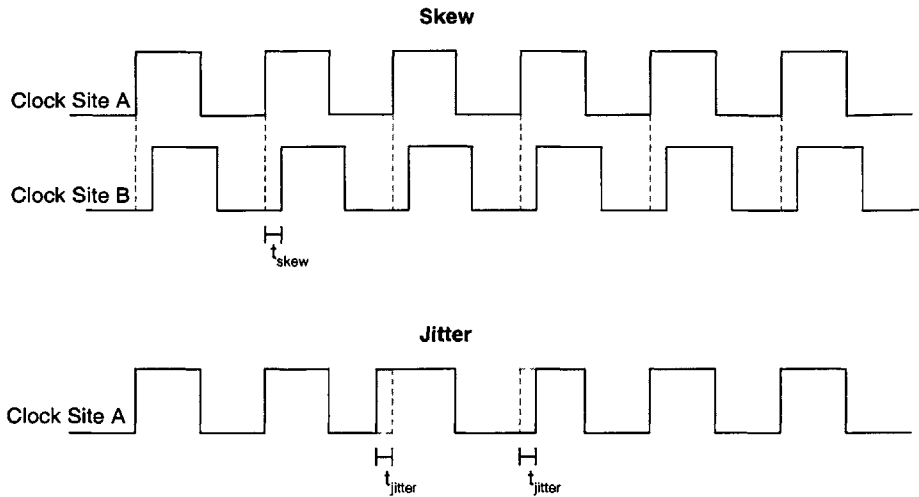 Skew
Clock Site A
Clock Site B
tskew
Jitter
Clock Site A
tjitter
tjitter